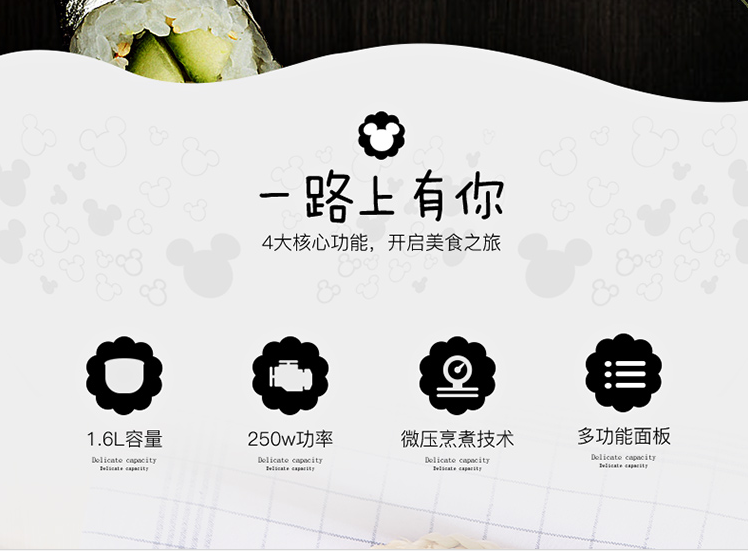 一路上有你
4大核心功能，开启美食之旅
1.6L容量
250w功率
微压烹煮技术
多功能面板
Delicate capacity
Delicate capacity
Delicate capacity
Delicate capacity
Delicate capacity
Delicate capacity
Delicate capacity
Delicate capacity